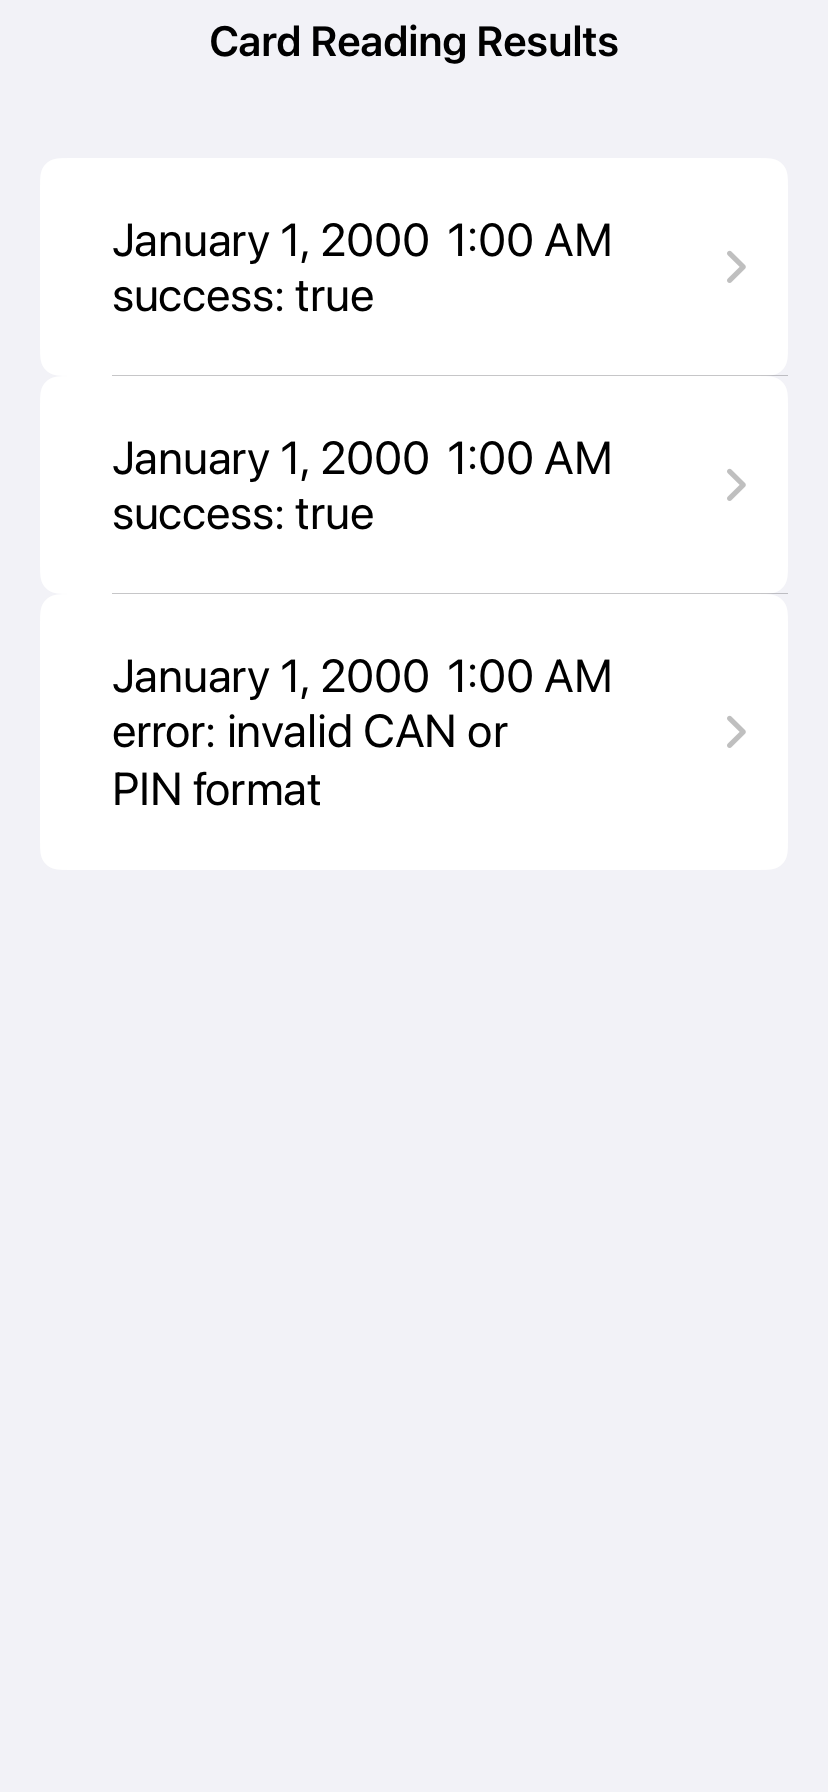 Card Reading Results
January 1, 2000  1:00 AM
success: true
January 1, 2000  1:00 AM
success: true
January 1, 2000  1:00 AM
error: invalid CAN or
PIN format